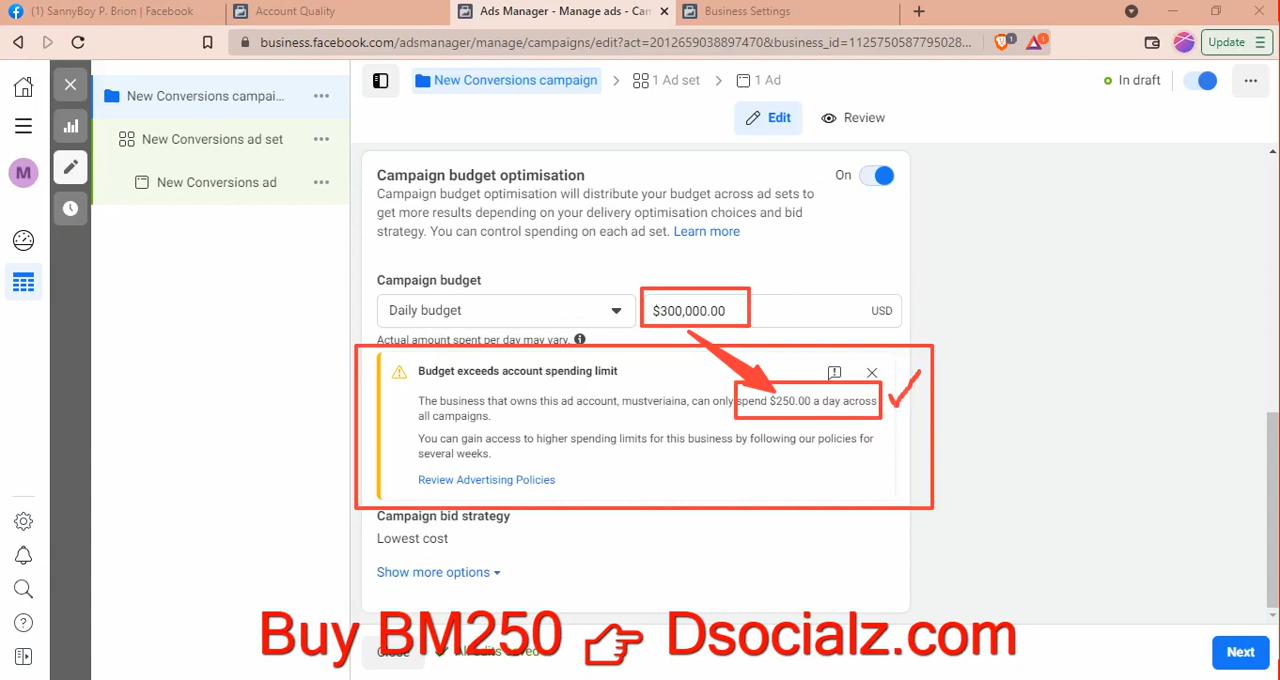 (1) SannyBoy P. Brion | Facebook
Account Quality
Ads Manager - Manage ads - Can
Business Settings
business.facebook.com/adsmanager/manage/campaigns/edit?act=201265903889747​0&business_id=1125750587795028...
1
1
Update
New Conversions campai...
New Conversions ad set
New Conversions ad
M
New Conversions campaign
1 Ad set
1 Ad
In draft
Edit
Review
Campaign budget optimisation
On
Campaign budget optimisation will distribute your budget across ad sets to
get more results depending on your delivery optimisation choices and bid
strategy. You can control spending on each ad set. Learn more
Campaign budget
Daily budget
$300,000.00
USD
Actual amount spent per day may vary.
Budget exceeds account spending limit
The business that owns this ad account, mustveriaina, can only spend $250.00 a day across
all campaigns.
You can gain access to higher spending limits for this business by following our policies for
several weeks.
Review Advertising Policies
Campaign bid strategy
Lowest cost
Show more options
Buy BM250 👉 Dsocialz.com
Close
All edits saved
Next